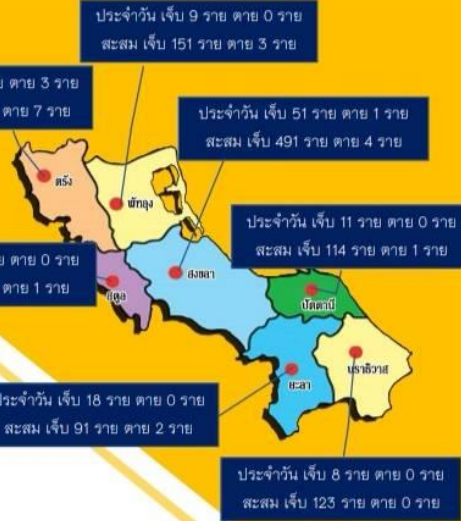 ประจำวัน เจ็บ 9 ราย ตาย 0 ราย
สะสม เจ็บ 151 ราย ตาย 3 ราย
ตาย 3 ราย
ตาย 7 ราย
ประจำวัน เจ็บ 51 ราย ตาย 1 ราย
สะสม เจ็บ 491 ราย ตาย 4 ราย
ตรัง
พัทลุง
ประจำวัน เจ็บ 11 ราย ตาย 0 ราย
สะสม เจ็บ 114 ราย ตาย 1 ราย
ตาย 0 ราย
ตาย 1 ราย
สตูล
สงขลา
ปัตตานี
ยะลา
นราธิวาส
ประจำวัน เจ็บ 18 ราย ตาย 0 ราย
สะสม เจ็บ 91 ราย ตาย 2 ราย
ประจำวัน เจ็บ 8 ราย ตาย 0 ราย
สะสม เจ็บ 123 ราย ตาย 0 ราย